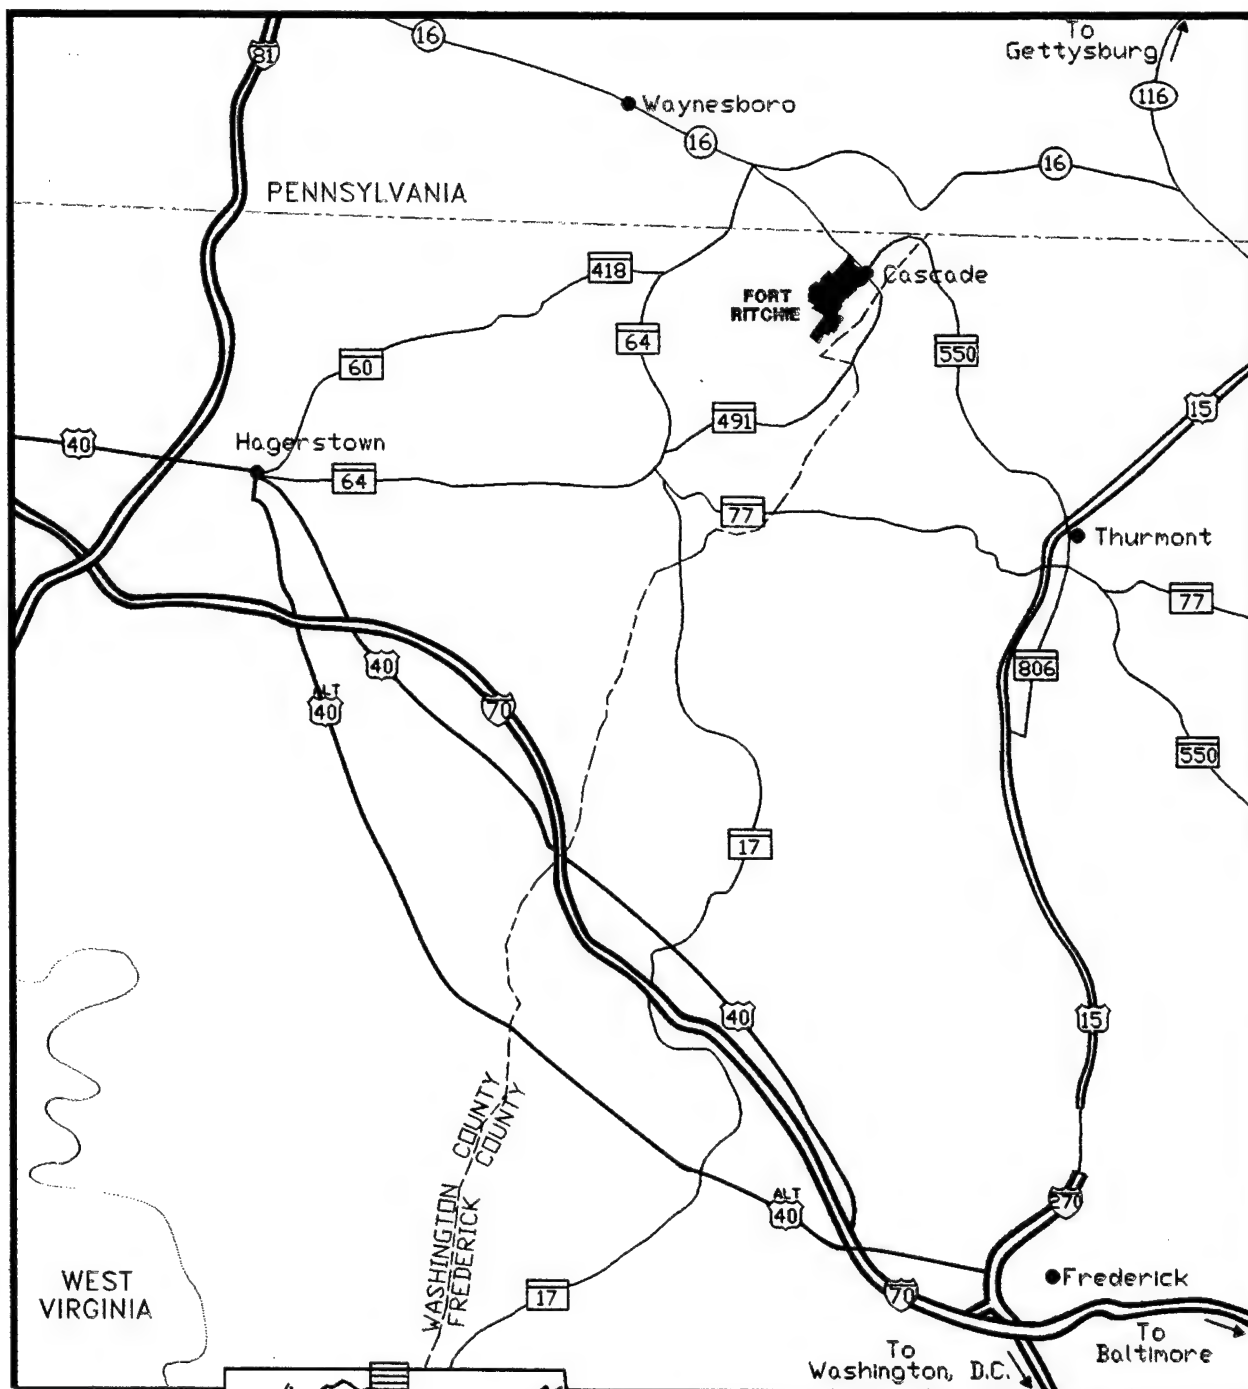 16
To
Gettysburg
81
116
Waynesboro
16
16
PENNSYLVANIA
418
Cascade
FORT
RITCHIE
64
550
60
15
491
40
Hagerstown
64
77
Thurmont
77
806
40
ALT
40
70
550
17
40
15
WASHINGTON COUNTY
FREDERICK COUNTY
ALT
40
270
WEST
VIRGINIA
Frederick
17
70
To
Baltimore
To
Washington, D.C.